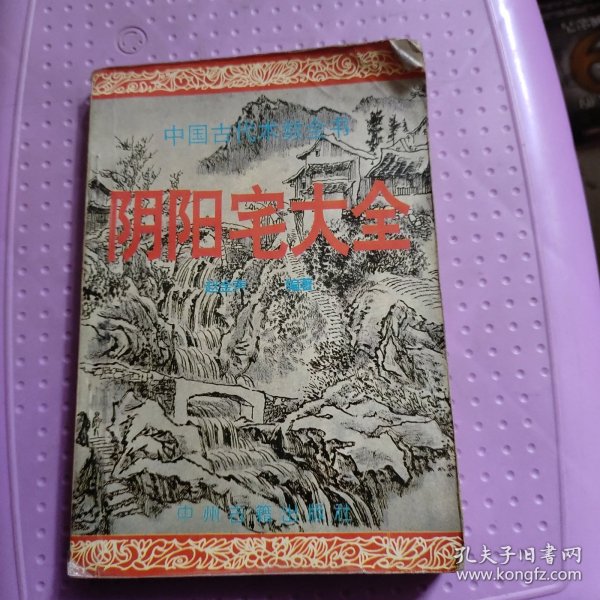 中国古代术数全书
阴阳宅大全
编著
中州古籍出版社
孔夫子旧书网
www.kongfz.com